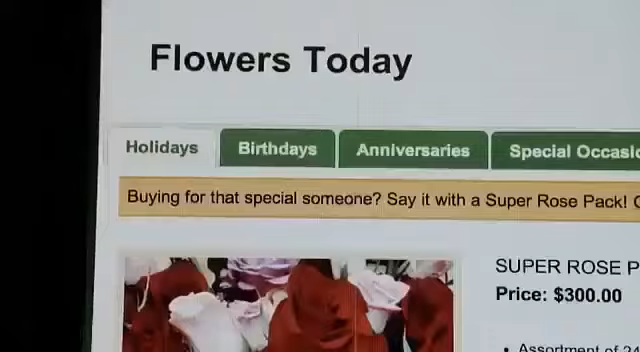 Flowers Today
Holidays Birthdays Anniversaries Special
Buying for that special someone? Say it with a Super Rose Pack!
SUPER ROSE
Price: $300.00
• Assortment of